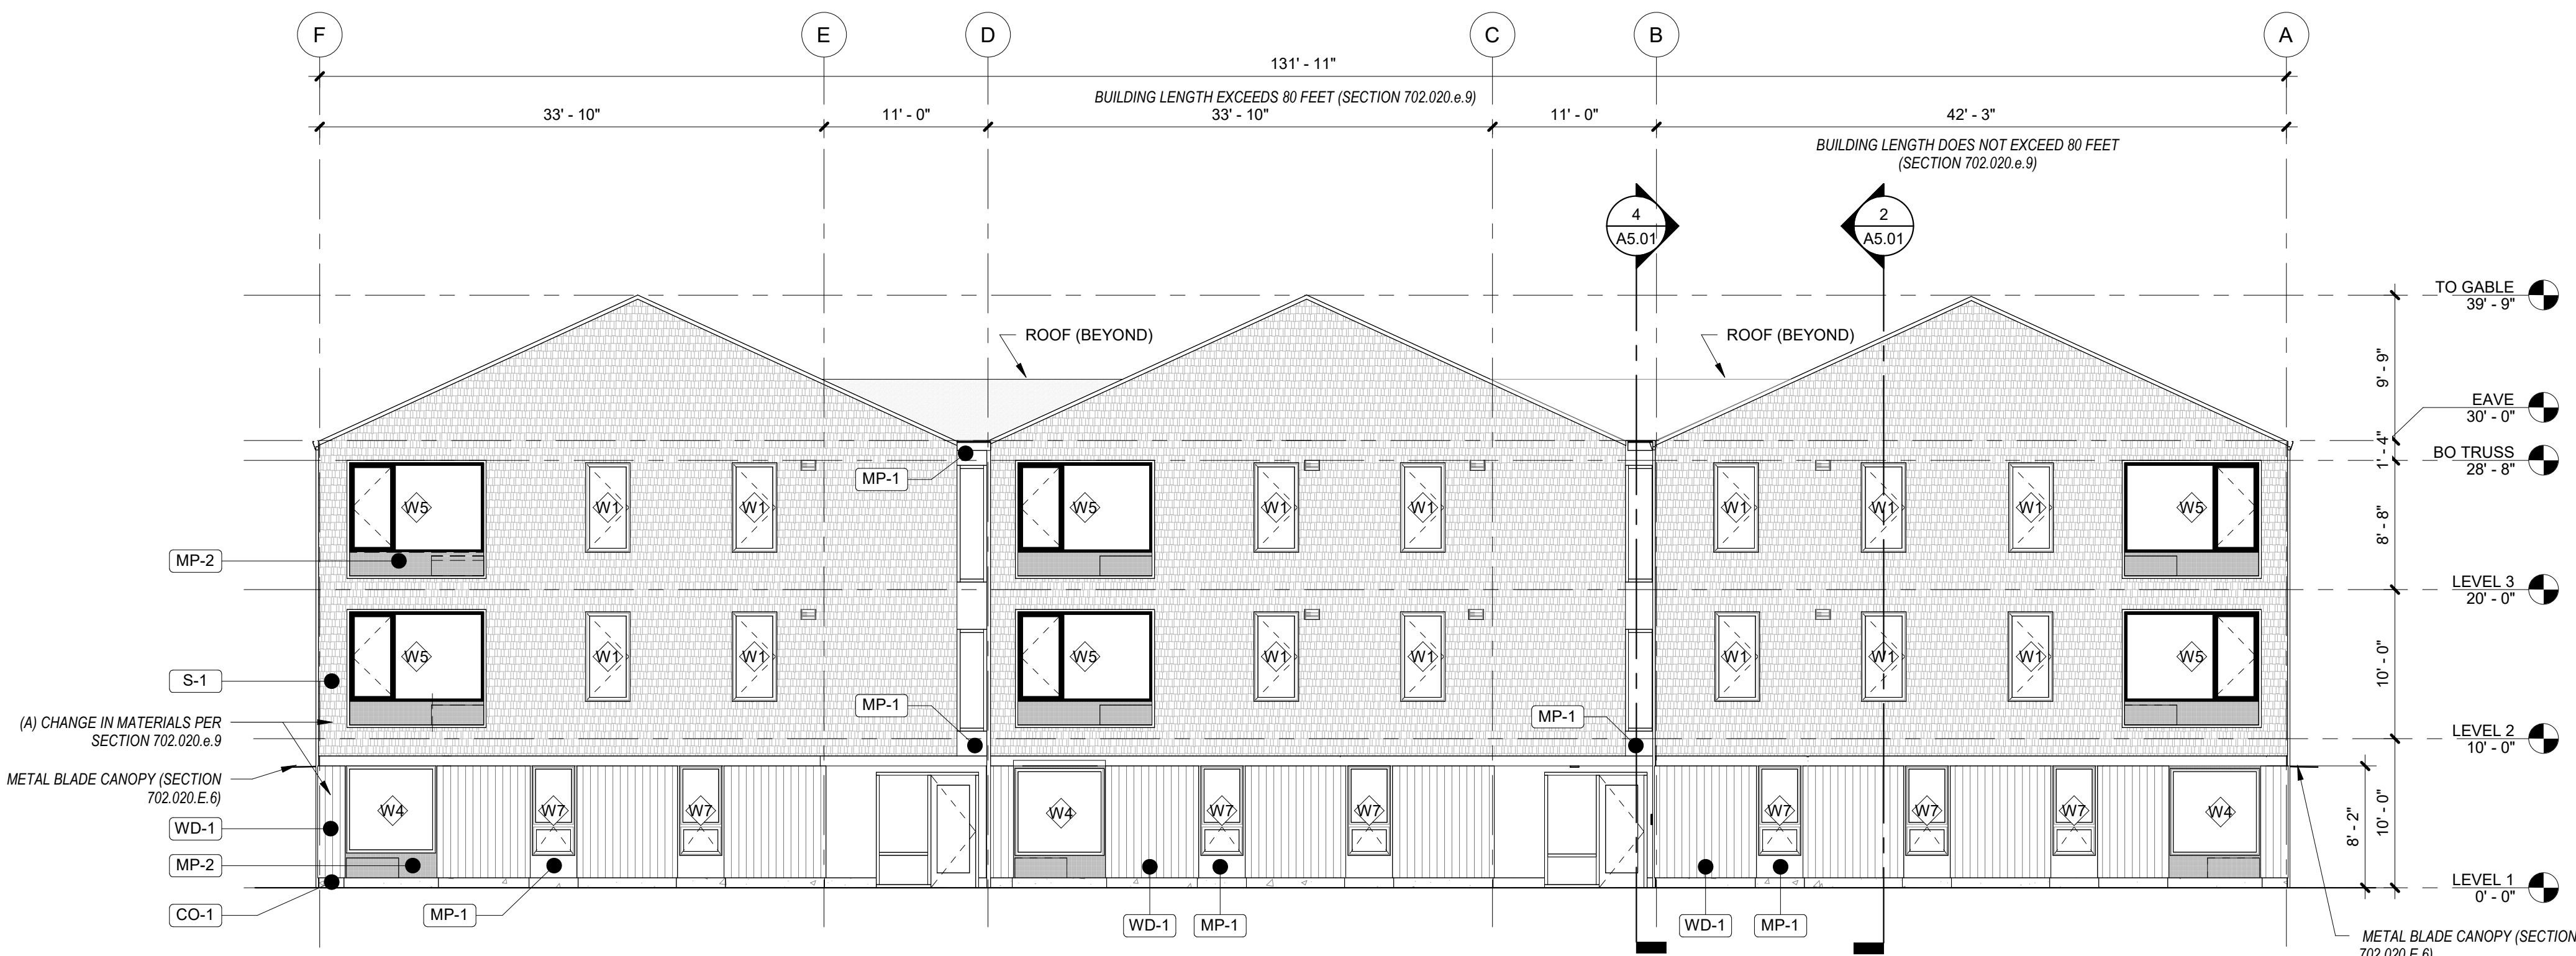 F E D C B A
131' - 11"
BUILDING LENGTH EXCEEDS 80 FEET (SECTION 702.020.e.9)
33' - 10" 11' - 0" 33' - 10" 11' - 0" 42' - 3"
BUILDING LENGTH DOES NOT EXCEED 80 FEET
(SECTION 702.020.e.9)
4
A5.01
2
A5.01
TO GABLE
39' - 9"
ROOF (BEYOND)
ROOF (BEYOND)
9' - 9"
EAVE
30' - 0"
1' - 4"
BO TRUSS
28' - 8"
MP-1
W5 W1 W1 W5 W1 W1 W1 W1 W1 W5
8' - 8"
MP-2
LEVEL 3
20' - 0"
W5 W1 W1 W5 W1 W1 W1 W1 W1 W5
10' - 0"
S-1
MP-1
MP-1
(A) CHANGE IN MATERIALS PER
SECTION 702.020.e.9
LEVEL 2
10' - 0"
METAL BLADE CANOPY (SECTION
702.020.E.6)
W4 W7 W7 W4 W7 W7 W7 W7 W7 W4
8' - 2"
10' - 0"
WD-1
MP-2
LEVEL 1
0' - 0"
CO-1
MP-1
WD-1
MP-1
WD-1
MP-1
METAL BLADE CANOPY (SECTION
702.020.E.6)